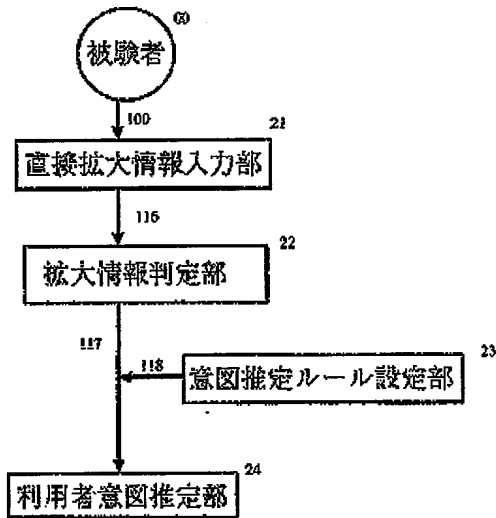 被験者
100
21
直接拡大情報入力部
116
22
拡大情報判定部
117
118
23
意図推定ルール設定部
24
利用者意図推定部